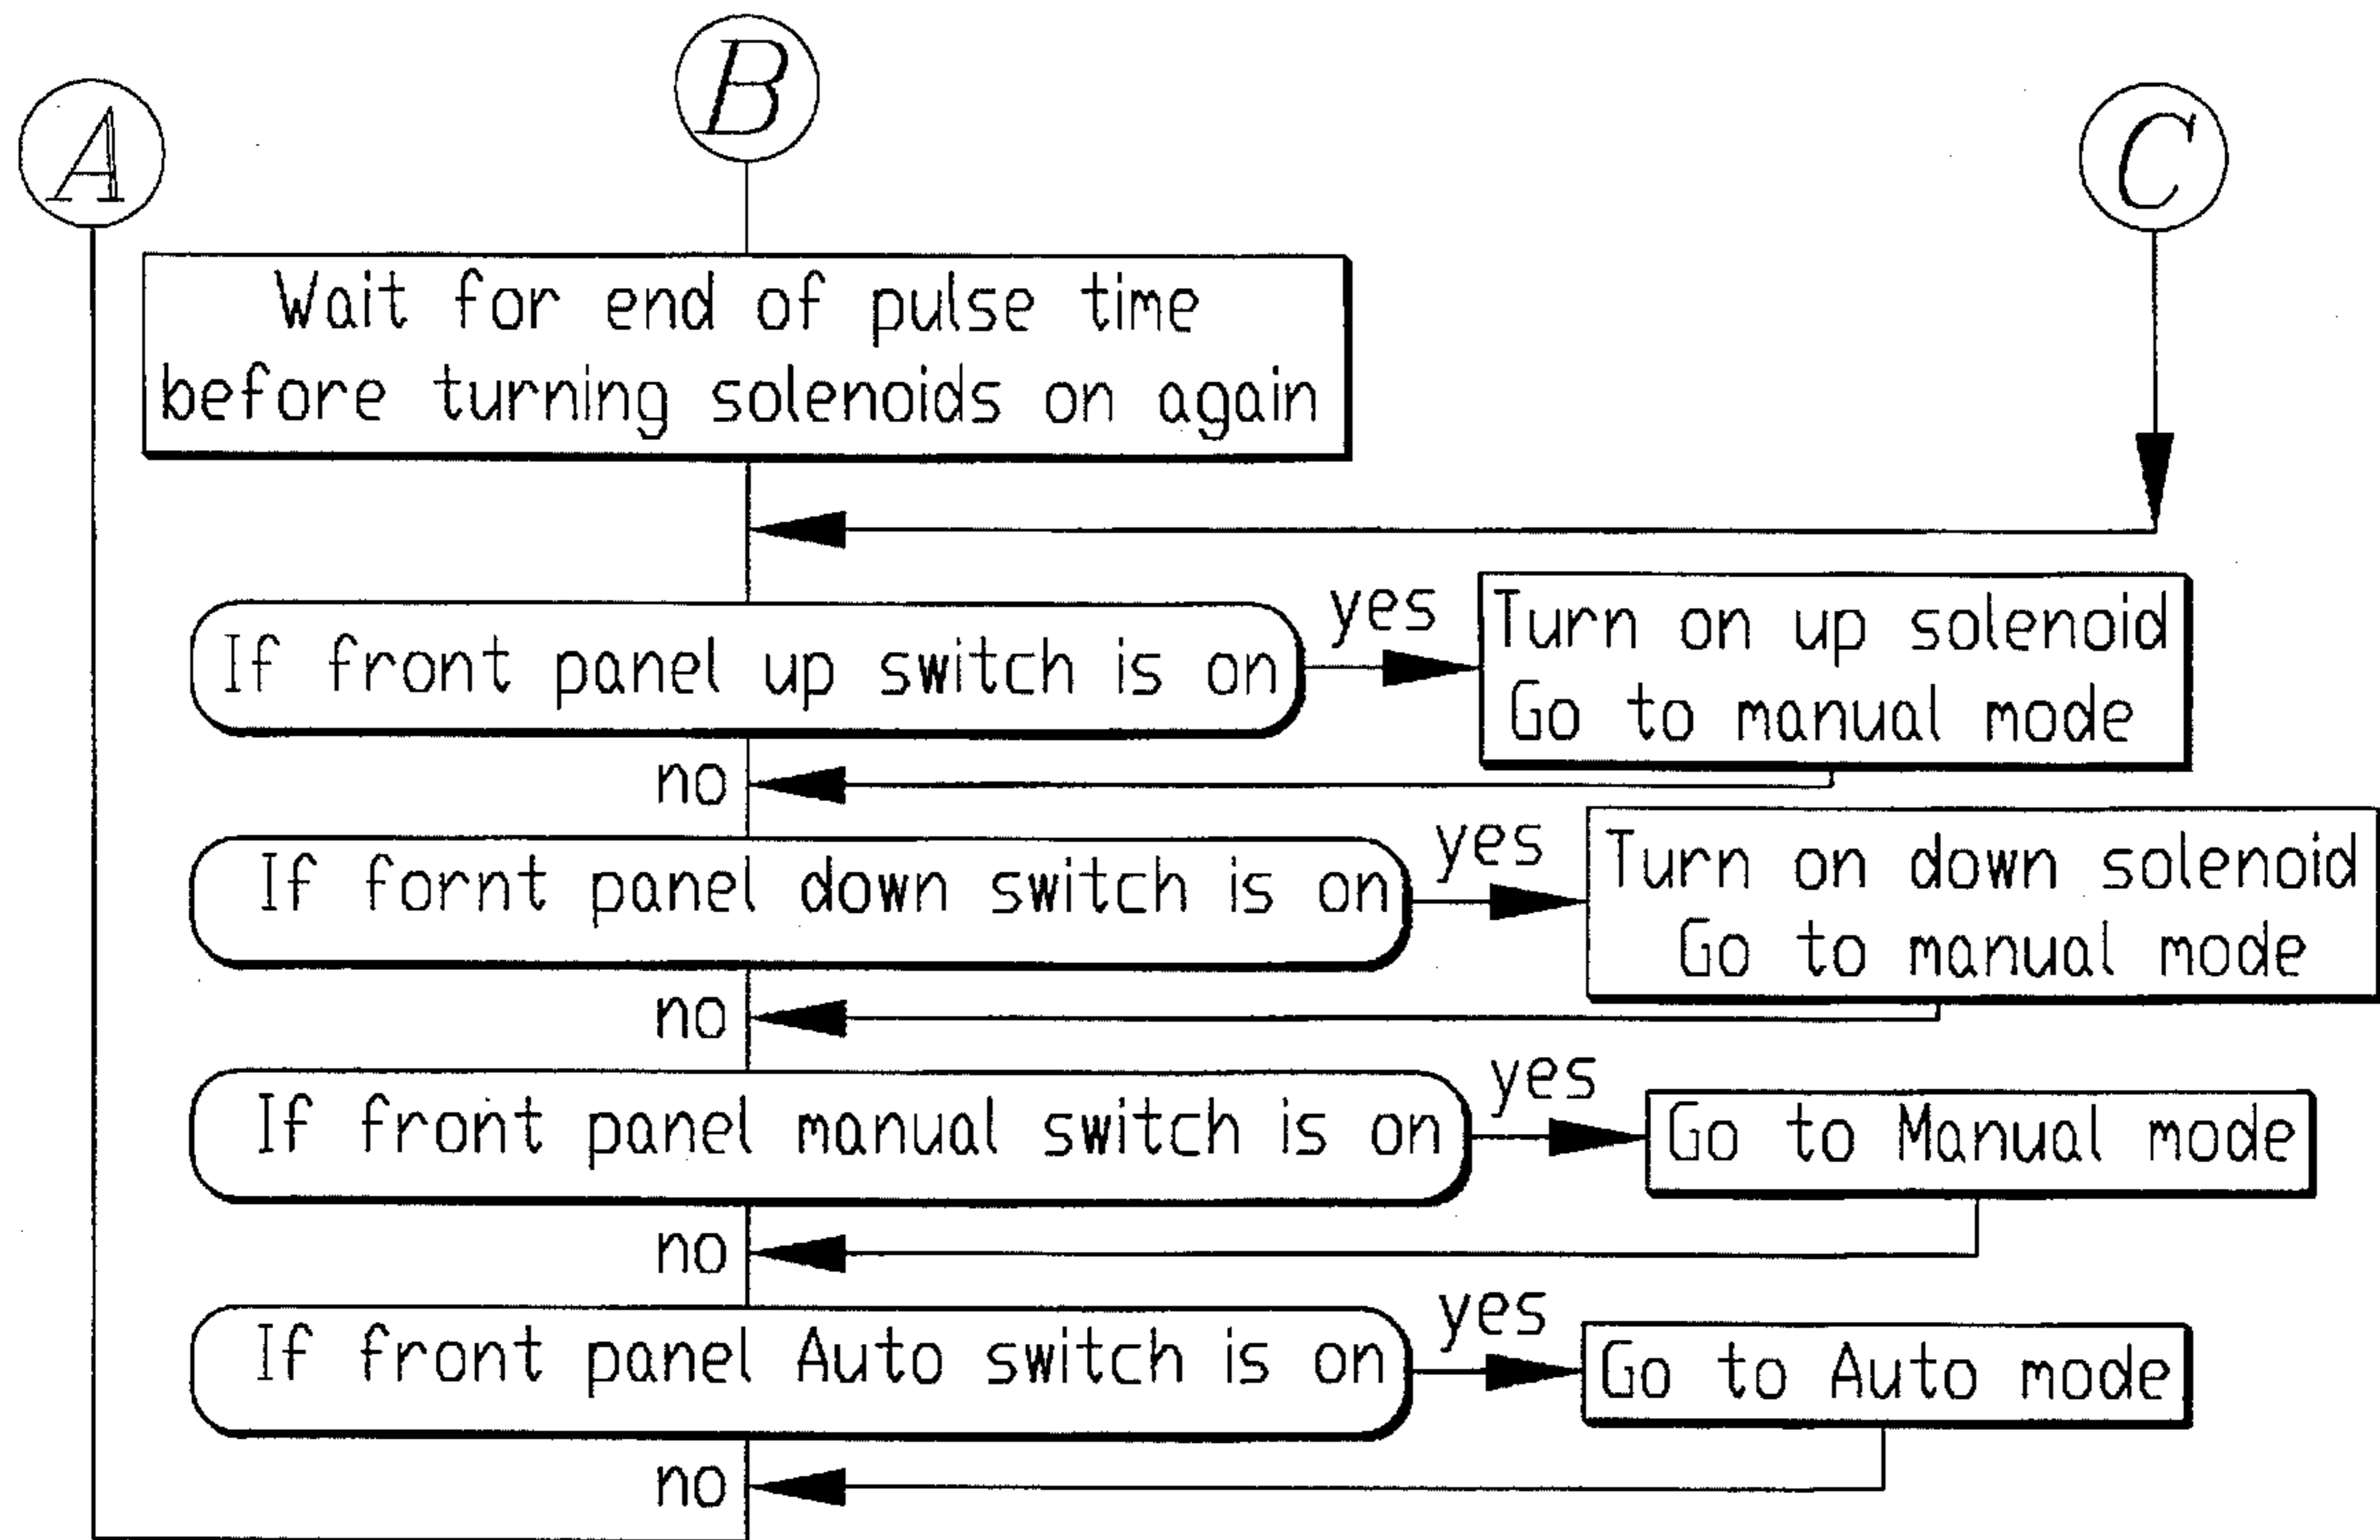 B
A
C
Wait for end of pulse time
before turning solenoids on again
If front panel up switch is on
yes
Turn on up solenoid
Go to manual mode
no
If fornt panel down switch is on
yes
Turn on down solenoid
Go to manual mode
no
If front panel manual switch is on
yes
Go to Manual mode
no
If front panel Auto switch is on
yes
Go to Auto mode
no